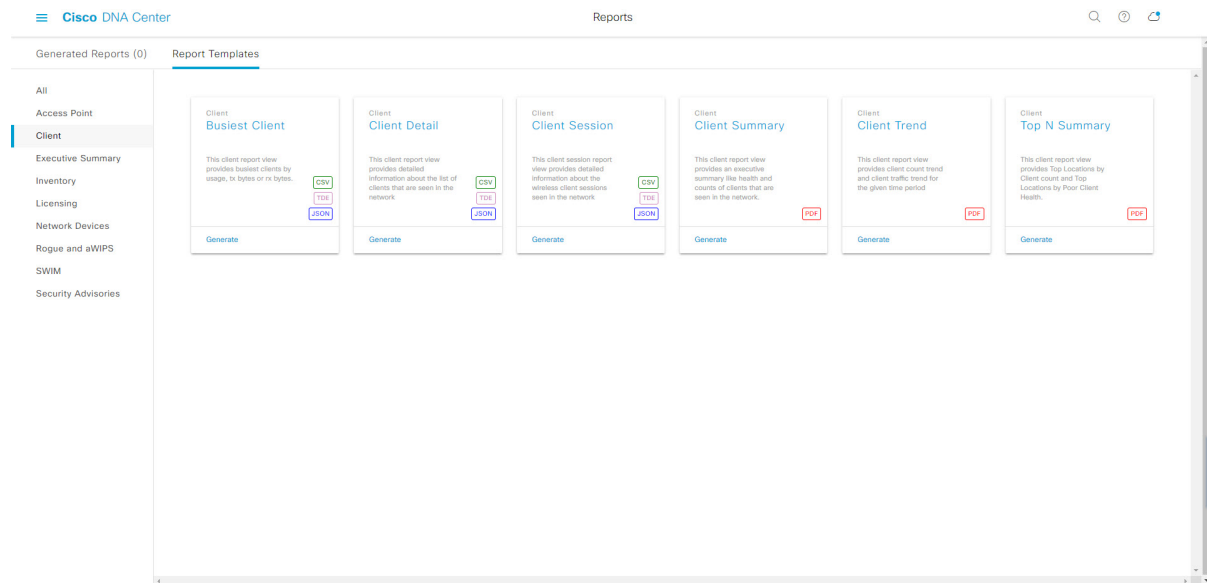 Cisco DNA Center
Reports
Generated Reports (0)
Report Templates
All
Access Point
Client
Executive Summary
Inventory
Licensing
Network Devices
Rogue and aWIPS
SWIM
Security Advisories
Client
Busiest Client
This client report view
provides busiest clients by
usage, tx bytes or rx bytes.
CSV
TDE
JSON
Generate
Client
Client Detail
This client report view
provides detailed
information about the list of
clients that are seen in the
network
CSV
TDE
JSON
Generate
Client
Client Session
This client session report
view provides detailed
information about the
wireless client sessions
seen in the network
CSV
TDE
JSON
Generate
Client
Client Summary
This client report view
provides an executive
summary like health and
counts of clients that are
seen in the network.
PDF
Generate
Client
Client Trend
This client report view
provides client count trend
and client traffic trend for
the given time period
PDF
Generate
Client
Top N Summary
This client report view
provides Top Locations by
Client count and Top
Locations by Poor Client
Health.
PDF
Generate